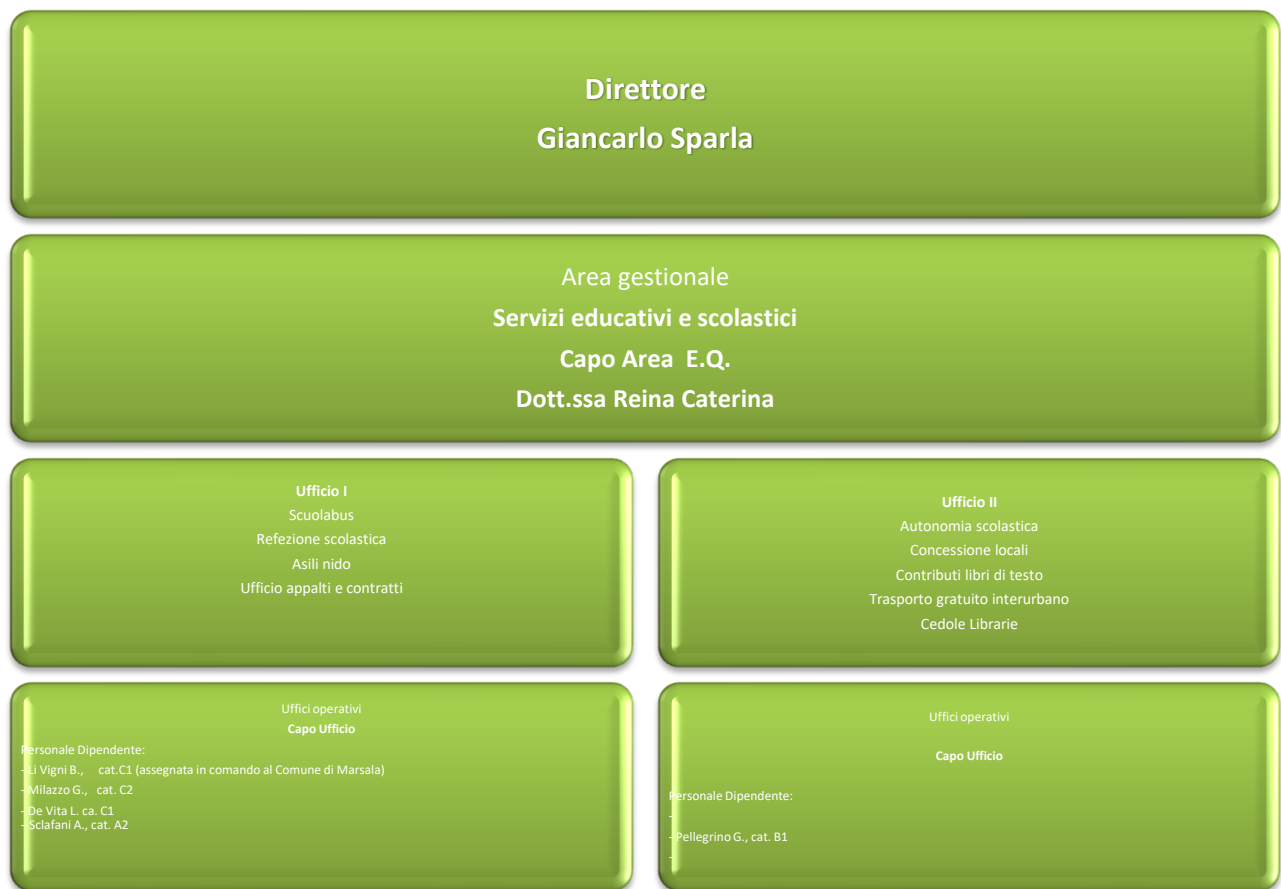 Direttore
Giancarlo Sparla
Area gestionale
Servizi educativi e scolastici
Capo Area E.Q.
Dott.ssa Reina Caterina
Ufficio I
Scuolabus
Refezione scolastica
Asili nido
Ufficio appalti e contratti
Ufficio II
Autonomia scolastica
Concessione locali
Contributi libri di testo
Trasporto gratuito interurbano
Cedole Librarie
Uffici operativi
Capo Ufficio
Personale Dipendente:
- Li Vigni B., cat.C1 (assegnata in comando al Comune di Marsala)
- Milazzo G., cat. C2
- De Vita L. ca. C1
- Sclafani A., cat. A2
Uffici operativi
Capo Ufficio
Personale Dipendente:
-
- Pellegrino G., cat. B1
-